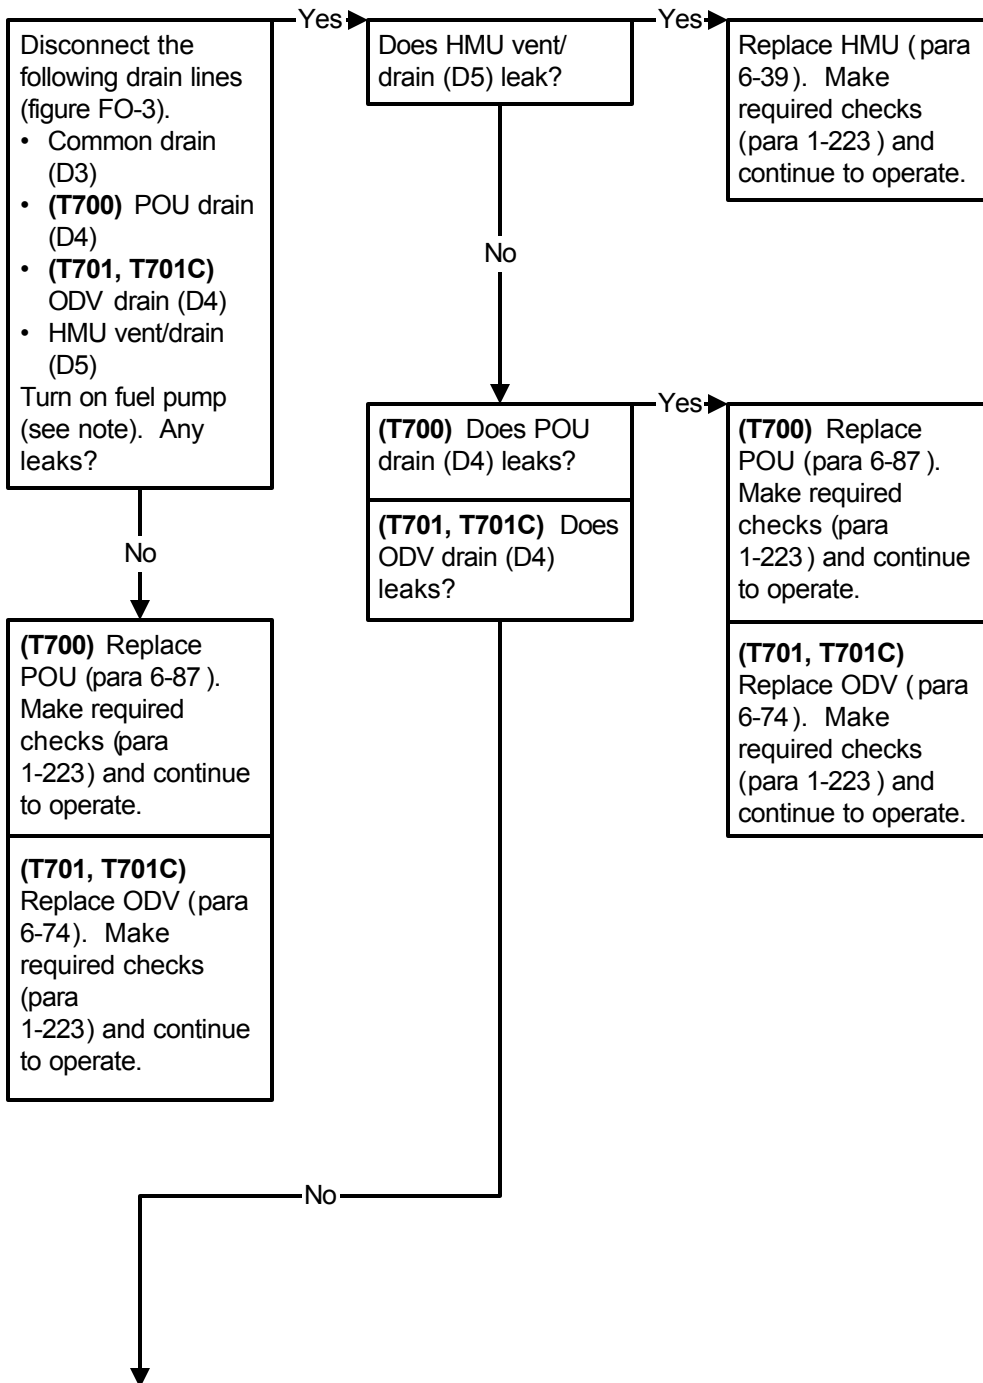 Disconnect the
following drain lines
(figure FO-3).
• Common drain
(D3)
• (T700) POU drain
(D4)
• (T701, T701C)
ODV drain (D4)
• HMU vent/drain
(D5)
Turn on fuel pump
(see note). Any
leaks?
Yes
Does HMU vent/
drain (D5) leak?
Yes
Replace HMU (para
6-39). Make
required checks
(para 1-223 ) and
continue to operate.
No
(T700) Does POU
drain (D4) leaks?
(T701, T701C) Does
ODV drain (D4)
leaks?
Yes
(T700) Replace
POU (para 6-87 ).
Make required
checks (para
1-223 ) and continue
to operate.
(T701, T701C)
Replace ODV (para
6-74). Make
required checks
(para 1-223 ) and
continue to operate.
No
(T700) Replace
POU (para 6-87 ).
Make required
checks (para
1-223) and continue
to operate.
(T701, T701C)
Replace ODV (para
6-74). Make
required checks
(para
1-223) and continue
to operate.
No